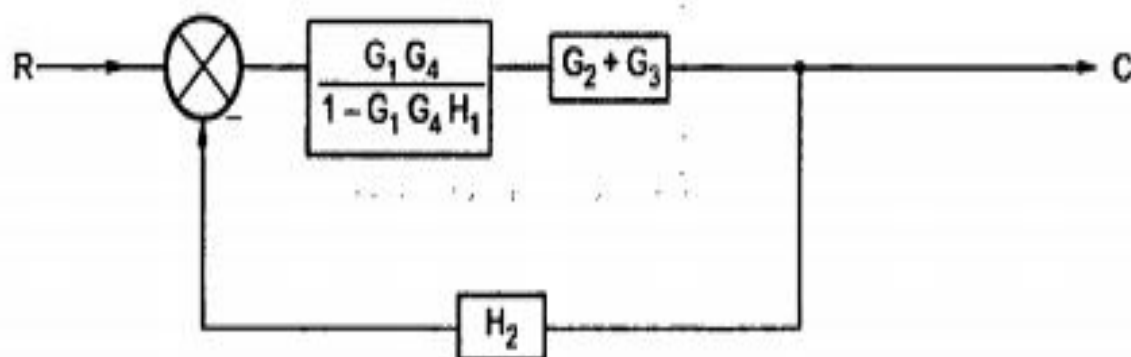 R
G₁ G₄
1 - G₁ G₄ H₁
G₂ + G₃
C
-
H₂